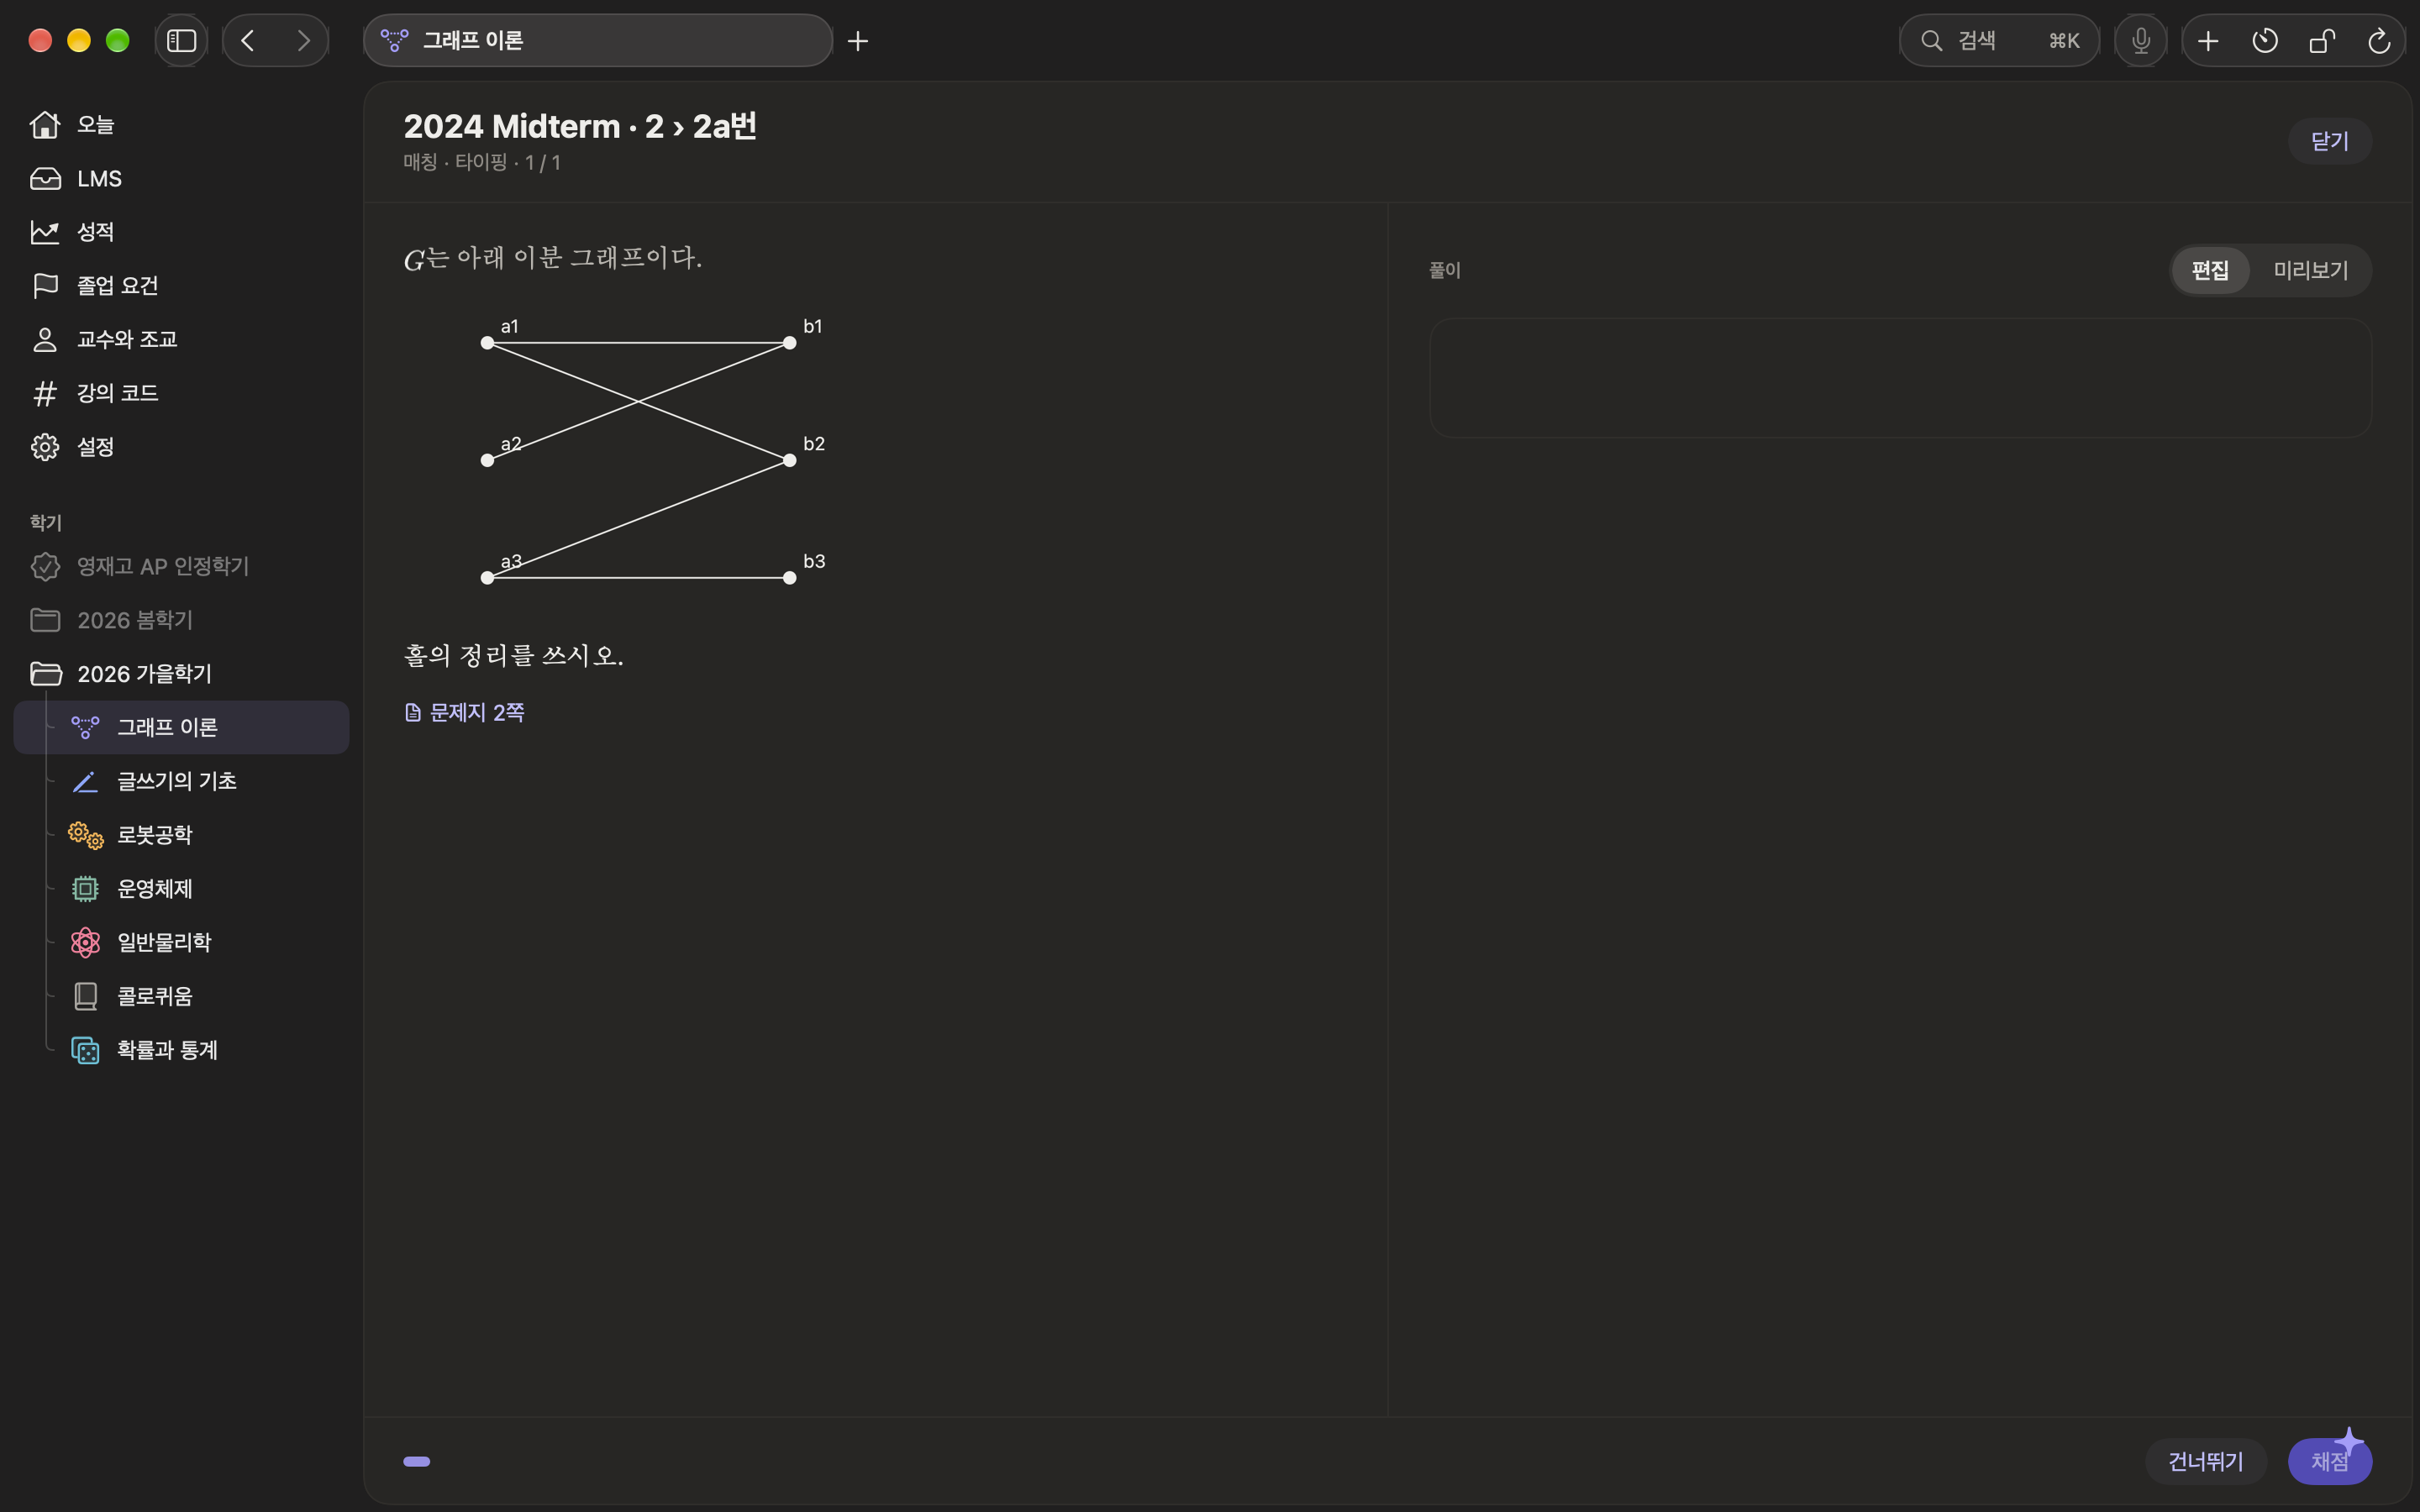 그래프 이론
검색 ⌘K
오늘
LMS
성적
졸업 요건
교수와 조교
강의 코드
설정
학기
영재고 AP 인정학기
2026 봄학기
2026 가을학기
그래프 이론
글쓰기의 기초
로봇공학
운영체제
일반물리학
콜로퀴움
확률과 통계
2024 Midterm · 2 › 2a번
매칭 · 타이핑 · 1 / 1
닫기
G는 아래 이분 그래프이다.
a1 b1
a2 b2
a3 b3
홀의 정리를 쓰시오.
문제지 2쪽
풀이
편집 미리보기
건너뛰기 채점